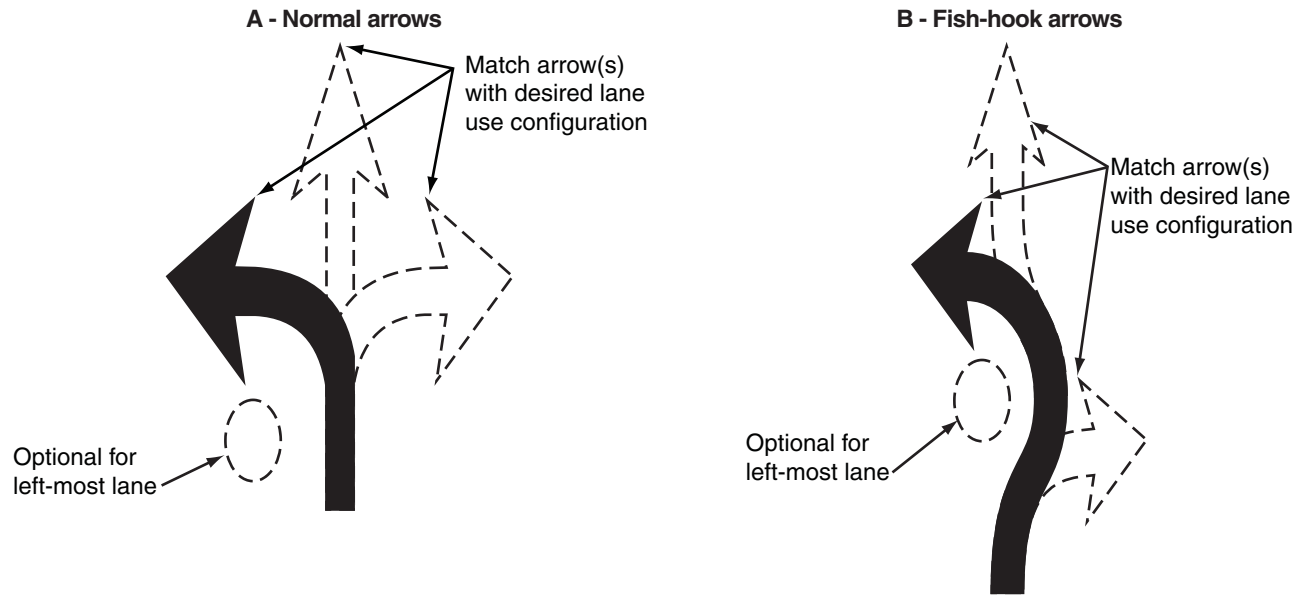 A - Normal arrows
Match arrow(s)
with desired lane
use configuration
Optional for
left-most lane
B - Fish-hook arrows
Match arrow(s)
with desired lane
use configuration
Optional for
left-most lane